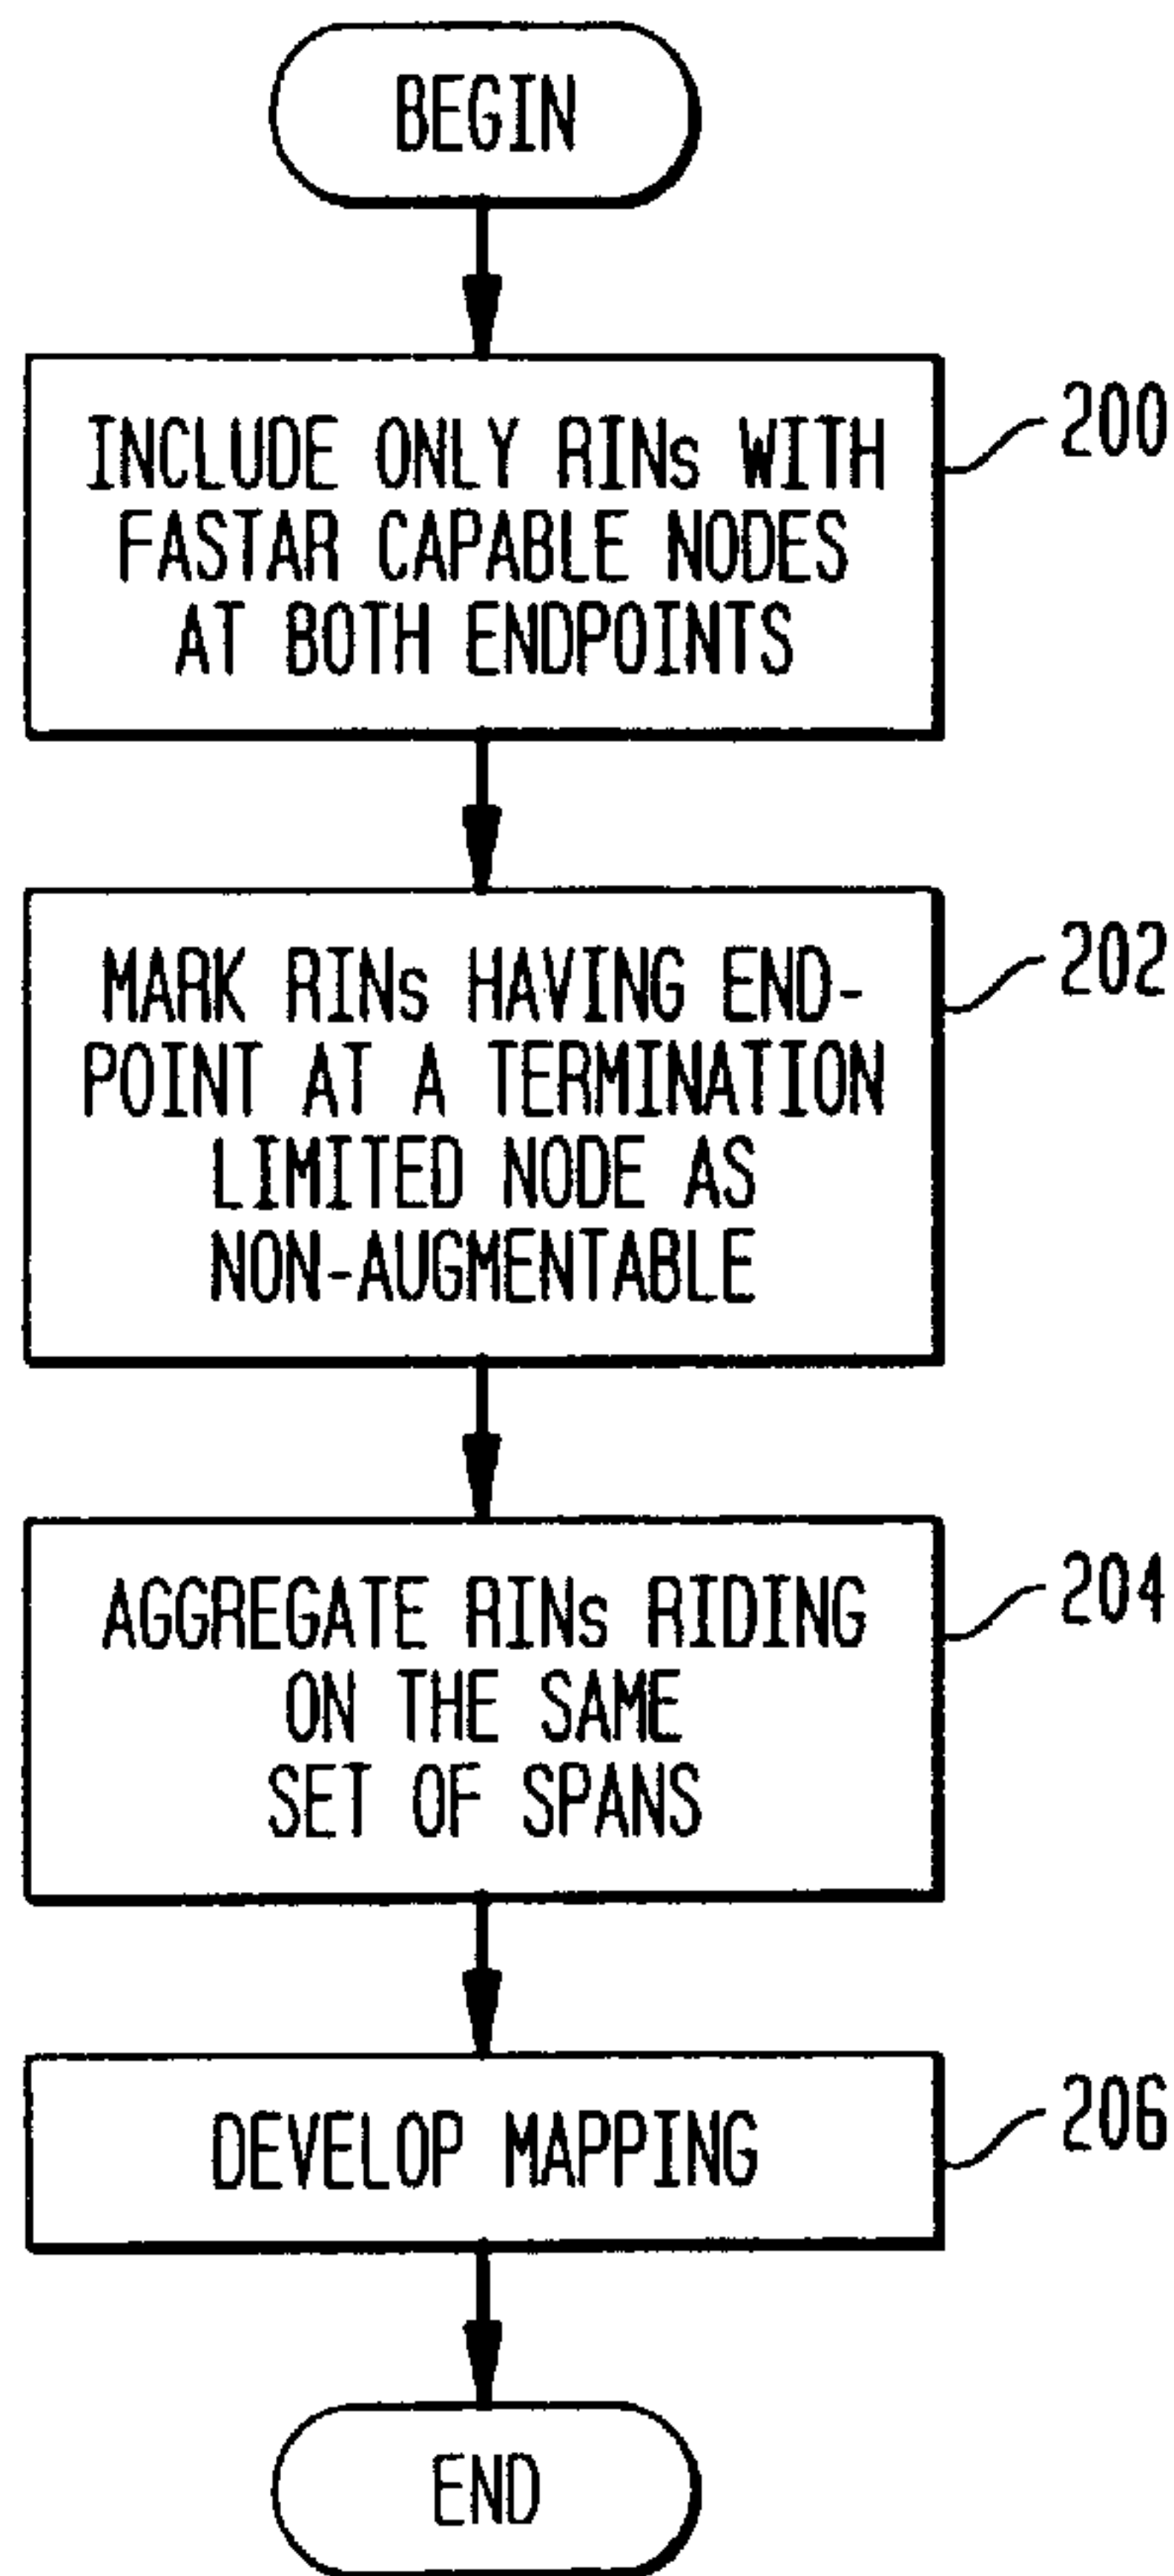 BEGIN
INCLUDE ONLY RINs WITH
FASTAR CAPABLE NODES
AT BOTH ENDPOINTS
200
MARK RINs HAVING END-
POINT AT A TERMINATION
LIMITED NODE AS
NON-AUGMENTABLE
202
AGGREGATE RINs RIDING
ON THE SAME
SET OF SPANS
204
DEVELOP MAPPING
206
END